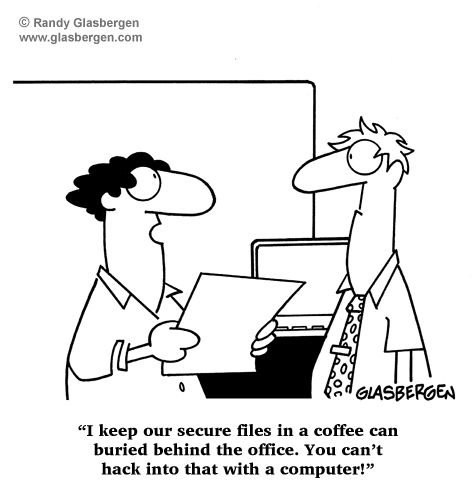 © Randy Glasbergen
www.glasbergen.com
GLASBERGEN
“I keep our secure files in a coffee can
buried behind the office. You can’t
hack into that with a computer!”